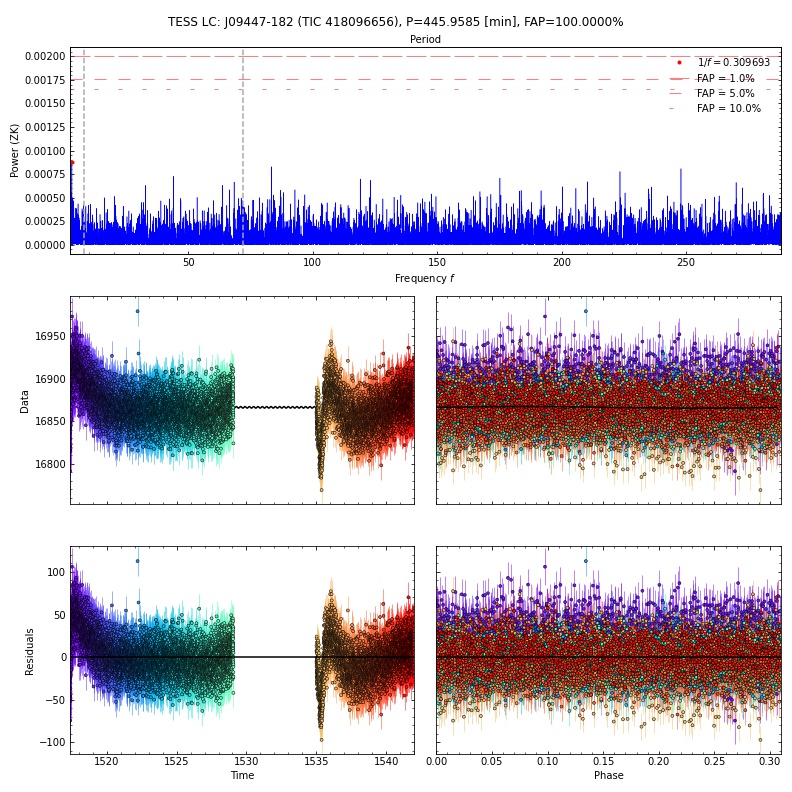 TESS LC: J09447-182 (TIC 418096656), P=445.9585 [min], FAP=100.0000%
Period
Power (ZK)
0.00200
0.00175
0.00150
0.00125
0.00100
0.00075
0.00050
0.00025
0.00000
1/f = 0.309693
FAP = 1.0%
FAP = 5.0%
FAP = 10.0%
50 100 150 200 250
Frequency f
Data
16950
16900
16850
16800
Residuals
100
50
0
−50
−100
1520 1525 1530 1535 1540
Time
0.00 0.05 0.10 0.15 0.20 0.25 0.30
Phase